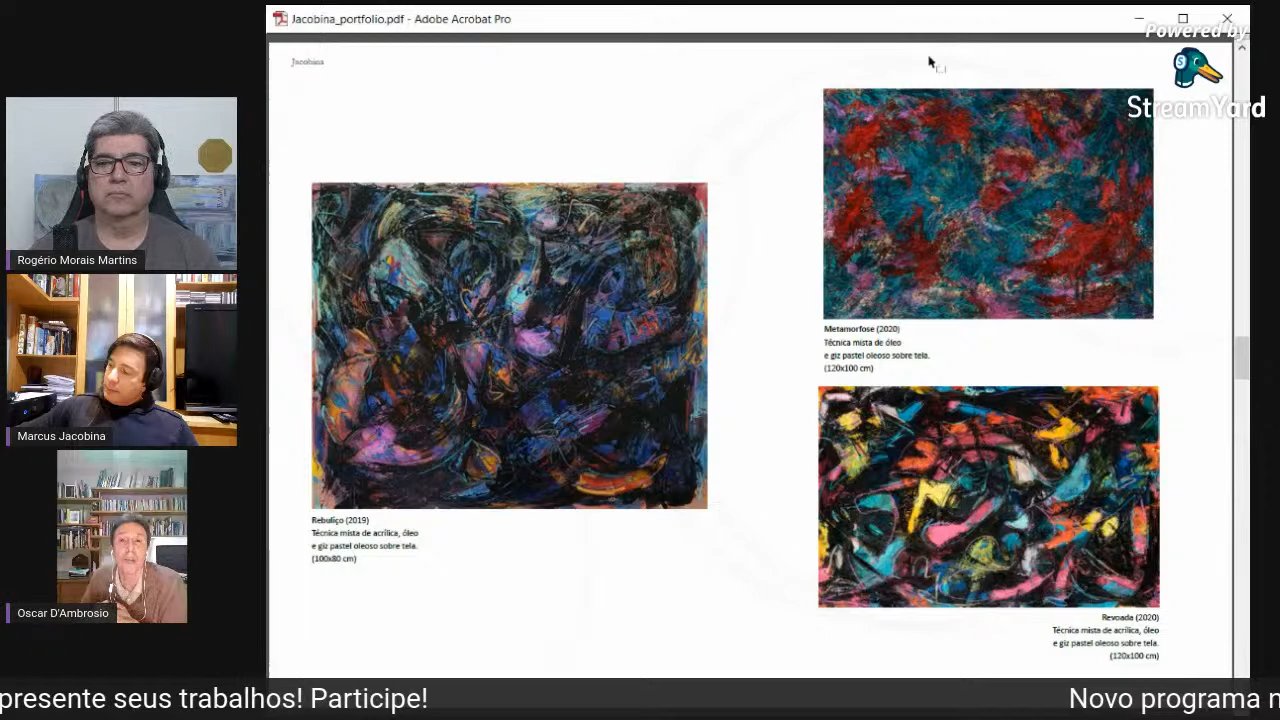 Jacobina_portfolio.pdf - Adobe Acrobat Pro
Powered by
StreamYard
Jacobina
Rogério Morais Martins
Marcus Jacobina
Oscar D'Ambrosio
Rebuliço (2019)
Técnica mista de acrílica, óleo
e giz pastel oleoso sobre tela.
(100x80 cm)
Metamorfose (2020)
Técnica mista de óleo
e giz pastel oleoso sobre tela.
(120x100 cm)
Revoada (2020)
Técnica mista de acrílica, óleo
e giz pastel oleoso sobre tela.
(120x100 cm)
presente seus trabalhos! Participe!
Novo programa n